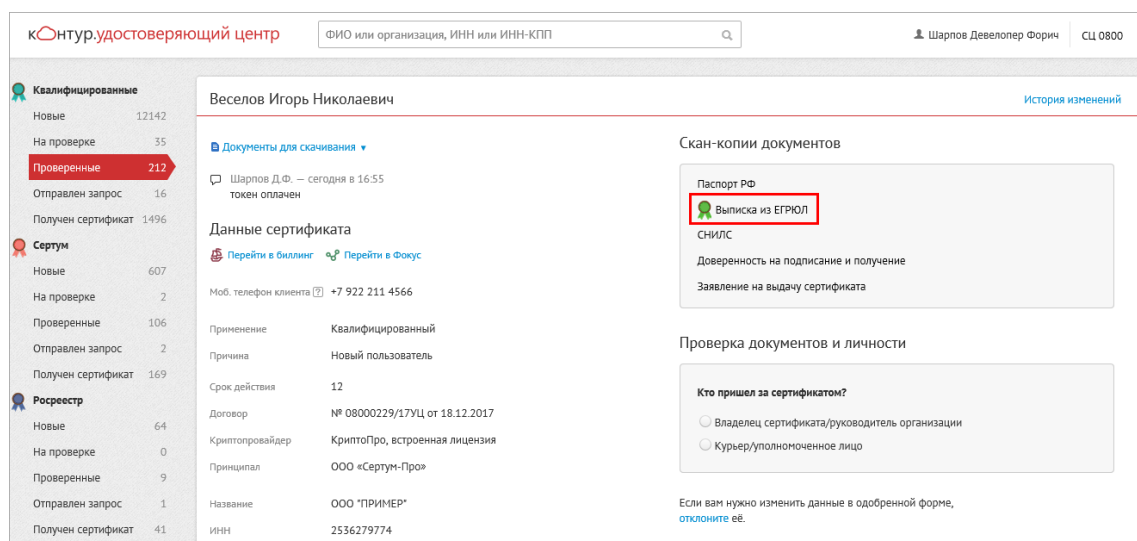 контур.удостоверяющий центр
ФИО или организация, ИНН или ИНН-КПП
Шарпов Девелопер Форич
СЦ 0800
Квалифицированные
Новые 12142
На проверке 35
Проверенные 212
Отправлен запрос 16
Получен сертификат 1496
Сертум
Новые 607
На проверке 2
Проверенные 106
Отправлен запрос 2
Получен сертификат 169
Росреестр
Новые 64
На проверке 0
Проверенные 9
Отправлен запрос 1
Получен сертификат 41
Веселов Игорь Николаевич
История изменений
Документы для скачивания
Шарпов Д.Ф. — сегодня в 16:55
токен оплачен
Данные сертификата
Перейти в биллинг Перейти в Фокус
Моб. телефон клиента ? +7 922 211 4566
Применение Квалифицированный
Причина Новый пользователь
Срок действия 12
Договор № 08000229/17УЦ от 18.12.2017
Криптопровайдер КриптоПро, встроенная лицензия
Принципал ООО «Сертум-Про»
Название ООО "ПРИМЕР"
ИНН 2536279774
Скан-копии документов
Паспорт РФ
Выписка из ЕГРЮЛ
СНИЛС
Доверенность на подписание и получение
Заявление на выдачу сертификата
Проверка документов и личности
Кто пришел за сертификатом?
Владелец сертификата/руководитель организации
Курьер/уполномоченное лицо
Если вам нужно изменить данные в одобренной форме,
отклоните её.